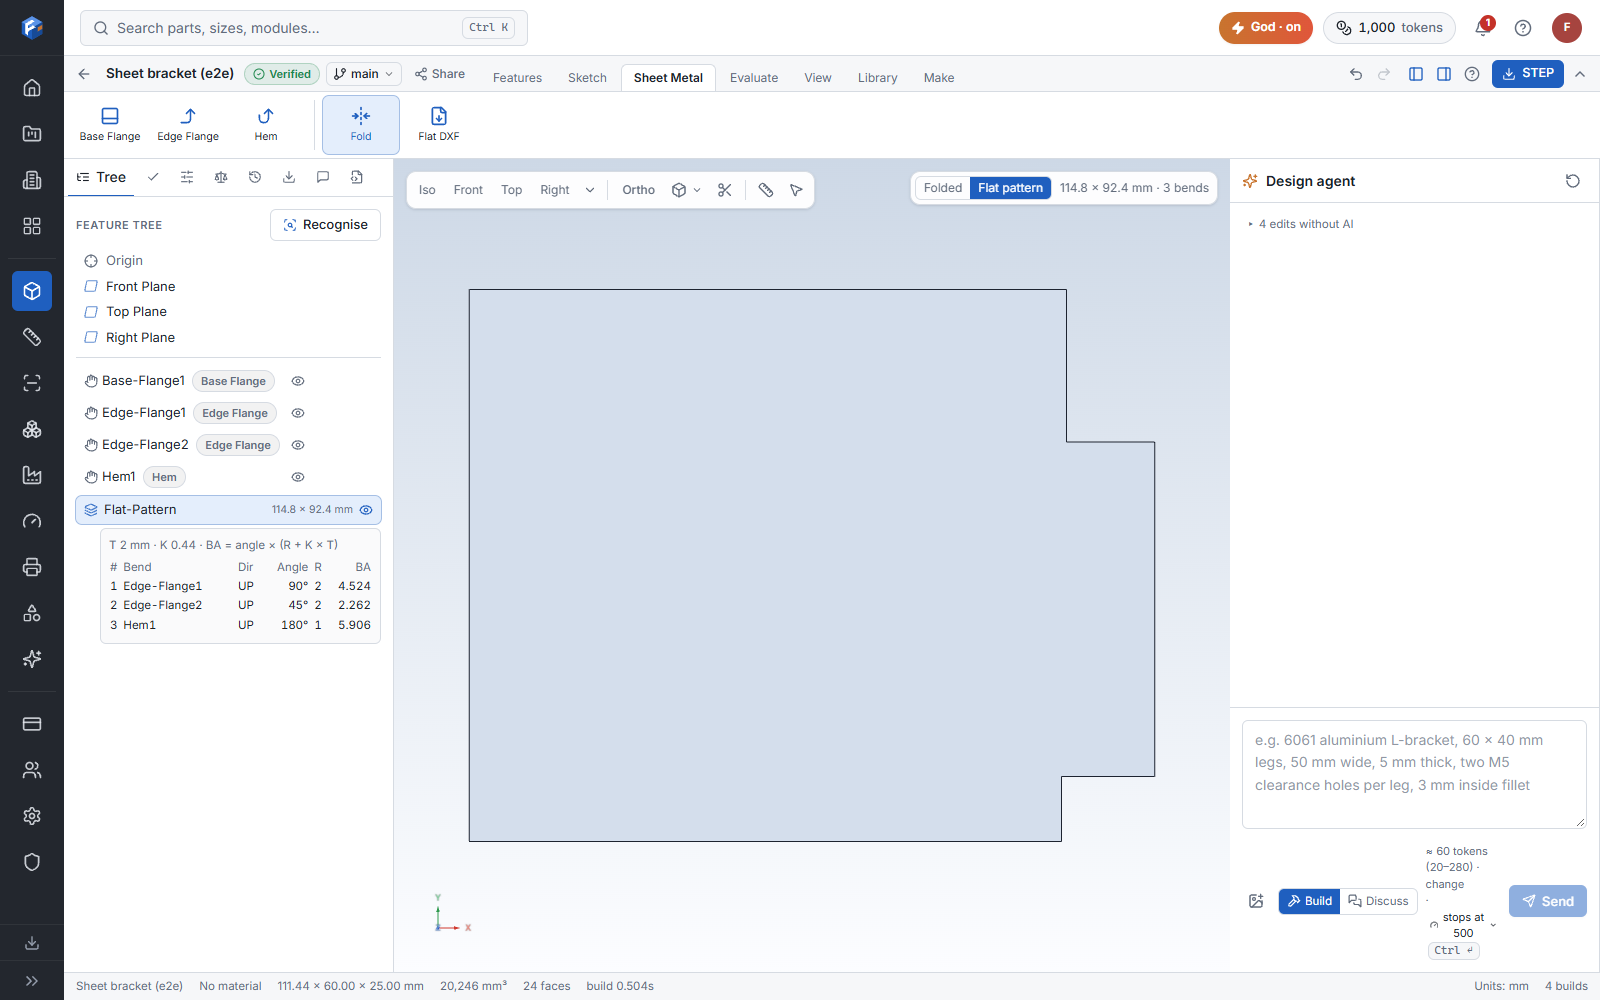 Search parts, sizes, modules...
Ctrl K
God · on
1,000 tokens
1
F
Sheet bracket (e2e)
Verified
main
Share
Features
Sketch
Sheet Metal
Evaluate
View
Library
Make
STEP
Base Flange
Edge Flange
Hem
Fold
Flat DXF
Tree
Iso
Front
Top
Right
Ortho
Folded
Flat pattern
114.8 × 92.4 mm · 3 bends
Design agent
FEATURE TREE
Recognise
4 edits without AI
Origin
Front Plane
Top Plane
Right Plane
Base-Flange1 Base Flange
Edge-Flange1 Edge Flange
Edge-Flange2 Edge Flange
Hem1 Hem
Flat-Pattern 114.8 × 92.4 mm
T 2 mm · K 0.44 · BA = angle × (R + K × T)
# Bend Dir Angle R BA
1 Edge-Flange1 UP 90° 2 4.524
2 Edge-Flange2 UP 45° 2 2.262
3 Hem1 UP 180° 1 5.906
Y
X
e.g. 6061 aluminium L-bracket, 60 × 40 mm
legs, 50 mm wide, 5 mm thick, two M5
clearance holes per leg, 3 mm inside fillet
Build
Discuss
≈ 60 tokens
(20–280) ·
change
·
stops at
500
Ctrl ↵
Send
Sheet bracket (e2e)
No material
111.44 × 60.00 × 25.00 mm
20,246 mm³
24 faces
build 0.504s
Units: mm
4 builds